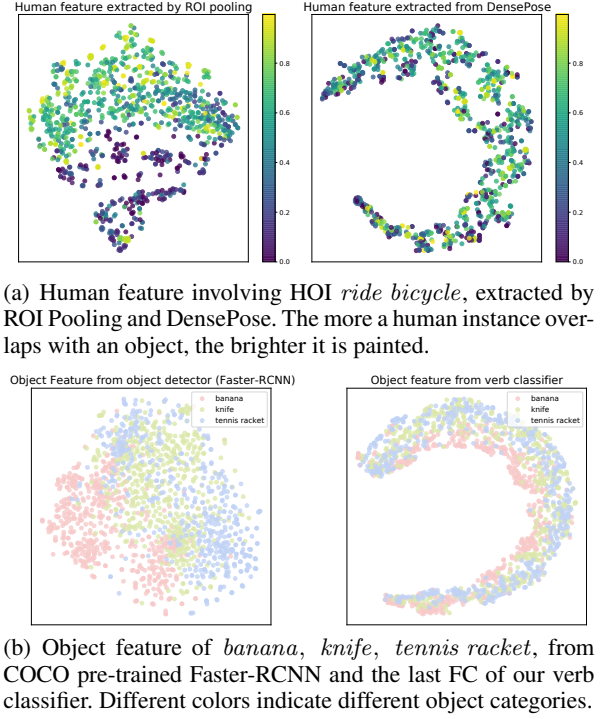 Human feature extracted by ROI pooling
Human feature extracted from DensePose
0.8
0.6
0.4
0.2
0.0
0.8
0.6
0.4
0.2
0.0
(a) Human feature involving HOI ride bicycle, extracted by
ROI Pooling and DensePose. The more a human instance over-
laps with an object, the brighter it is painted.
Object Feature from object detector (Faster-RCNN)
Object feature from verb classifier
banana
knife
tennis racket
banana
knife
tennis racket
(b) Object feature of banana, knife, tennis racket, from
COCO pre-trained Faster-RCNN and the last FC of our verb
classifier. Different colors indicate different object categories.